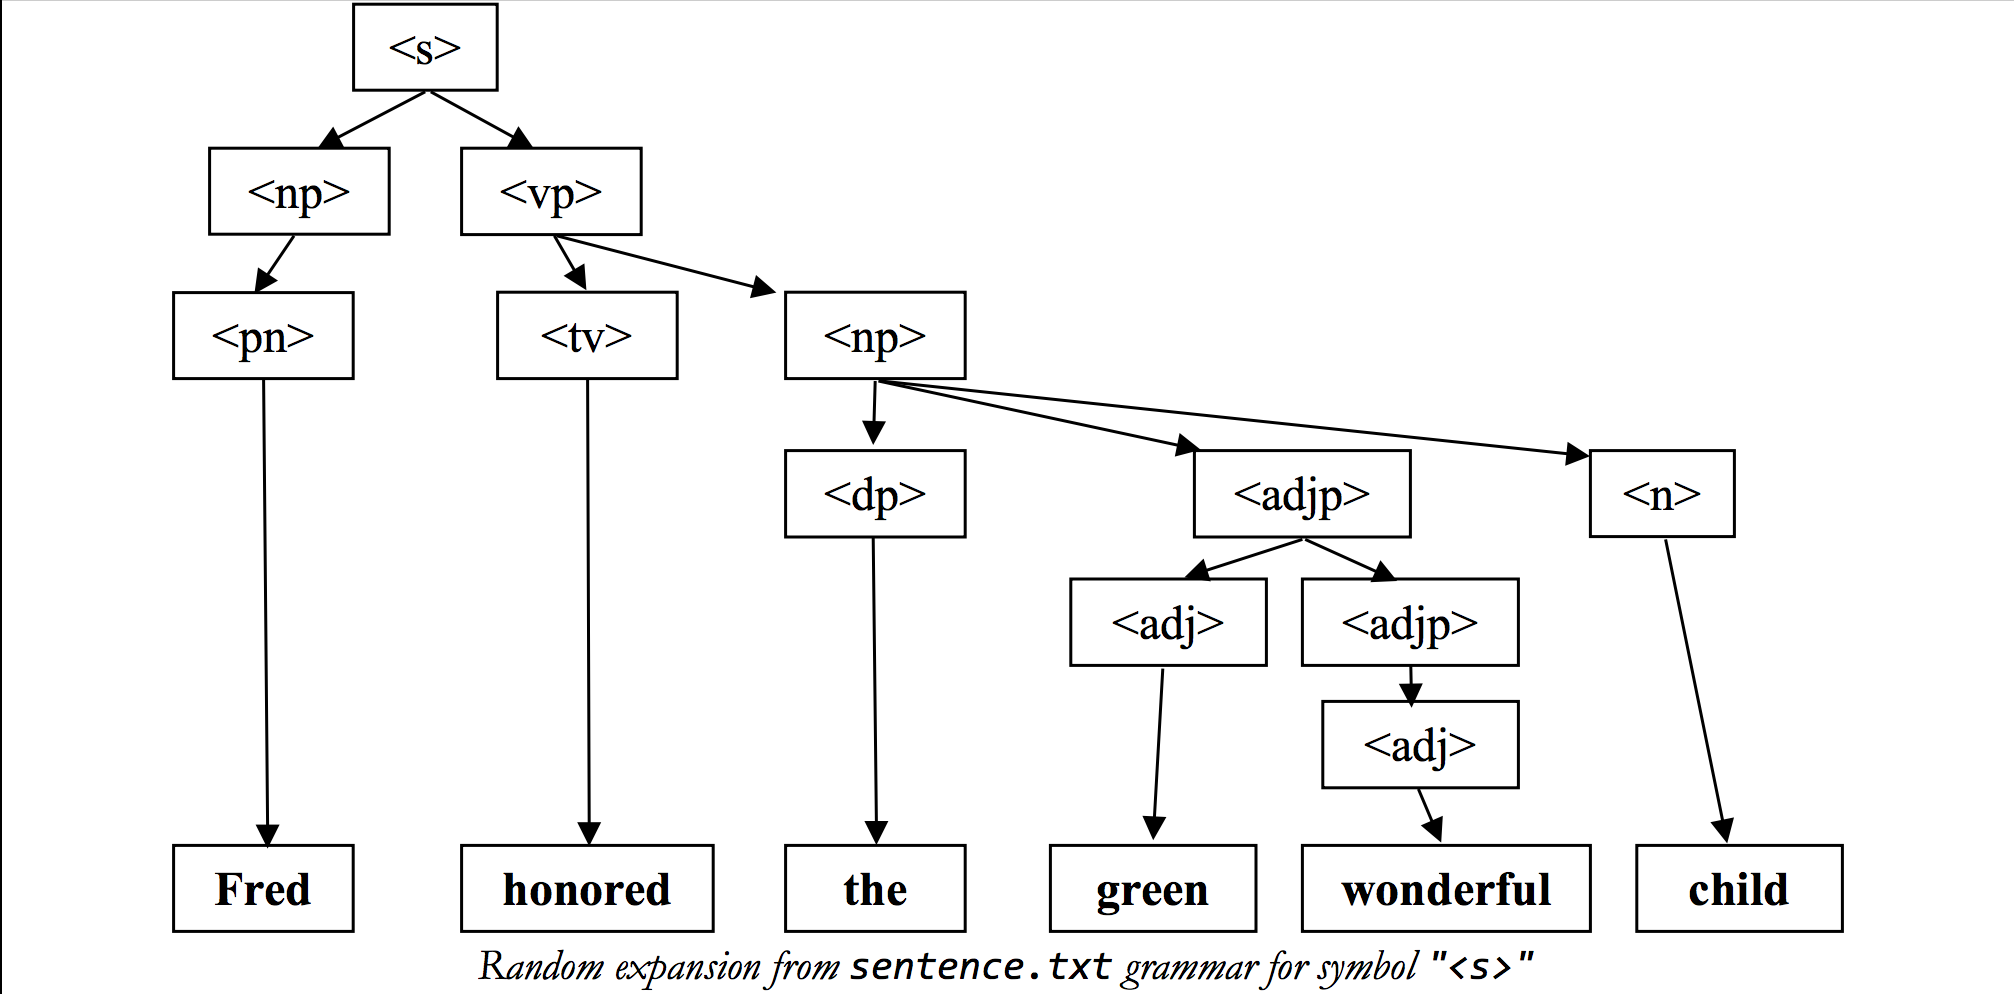 <s>
<np> <vp>
<pn> <tv> <np>
<dp> <adjp> <n>
<adj> <adjp>
<adj>
Fred honored the green wonderful child
Random expansion from sentence.txt grammar for symbol "<s>"